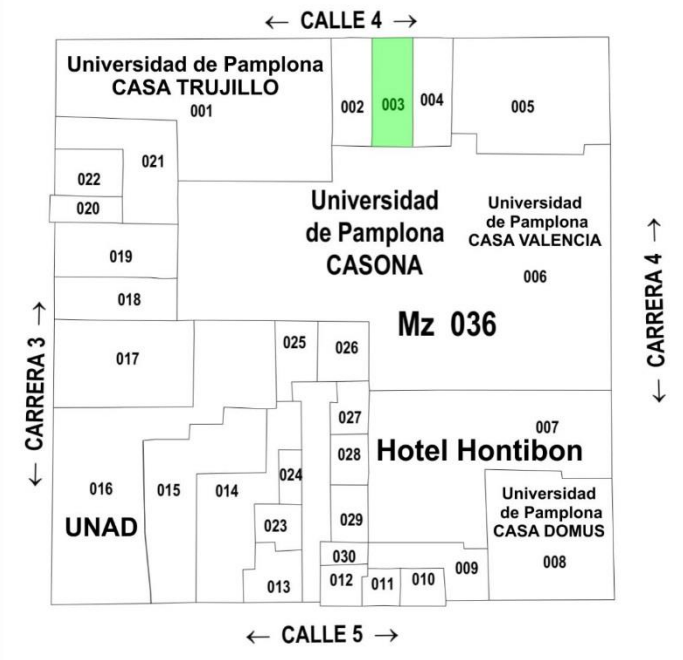 ← CALLE 4 →
Universidad de Pamplona
CASA TRUJILLO
001
002
003
004
005
021
022
020
019
018
Universidad
de Pamplona
CASONA
Universidad
de Pamplona
CASA VALENCIA
006
Mz 036
← CARRERA 3 →
← CARRERA 4 →
017
025
026
027
028
029
030
007
Hotel Hontibon
016
UNAD
015
014
024
023
013
012
011
010
009
Universidad
de Pamplona
CASA DOMUS
008
← CALLE 5 →